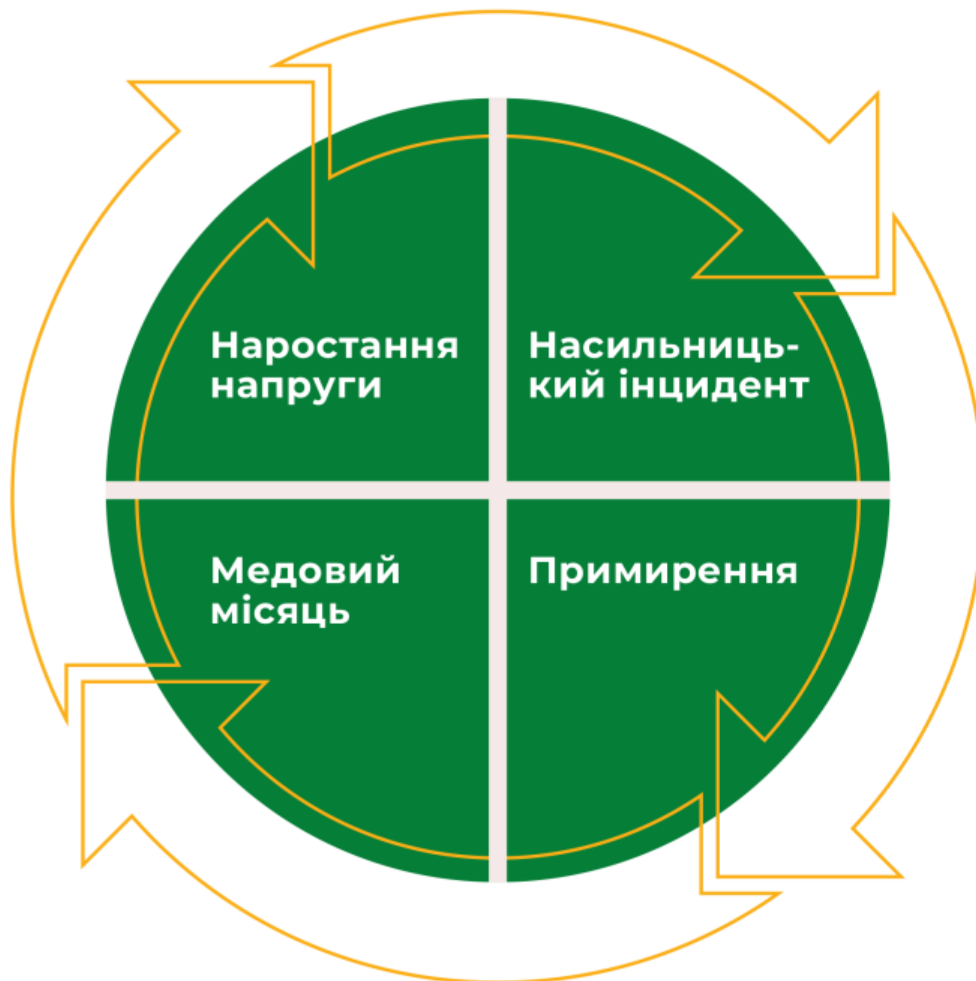 Наростання
напруги
Насильниць-
кий інцидент
Медовий
місяць
Примирення